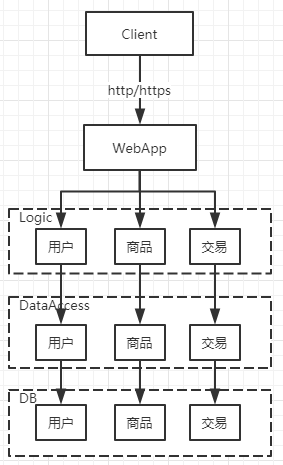 Client
http/https
WebApp
Logic
用户 商品 交易
DataAccess
用户 商品 交易
DB
用户 商品 交易